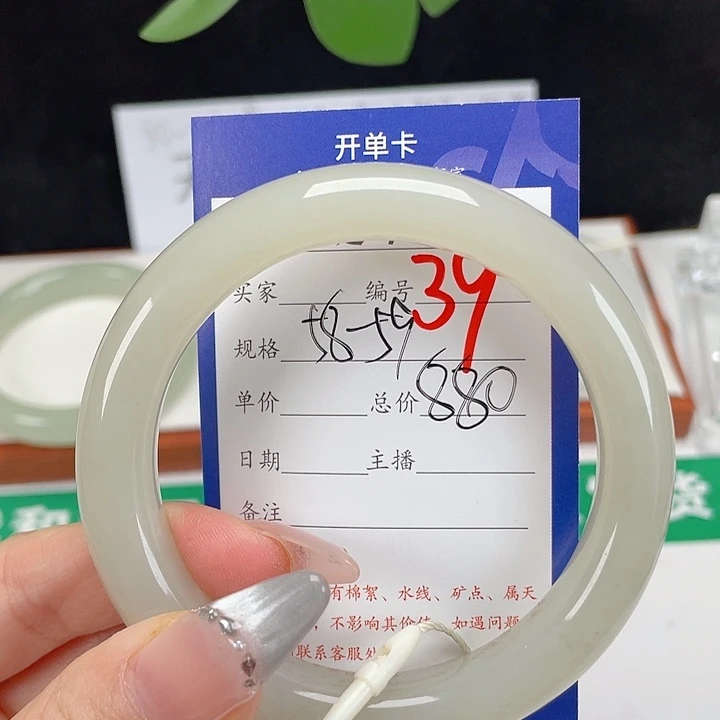 开单卡
买家 编号 39
规格 58-59
单价 总价 880
日期 主播
备注
有棉絮、水线、矿点、属天
不影响其价值 如遇问题
联系客服处